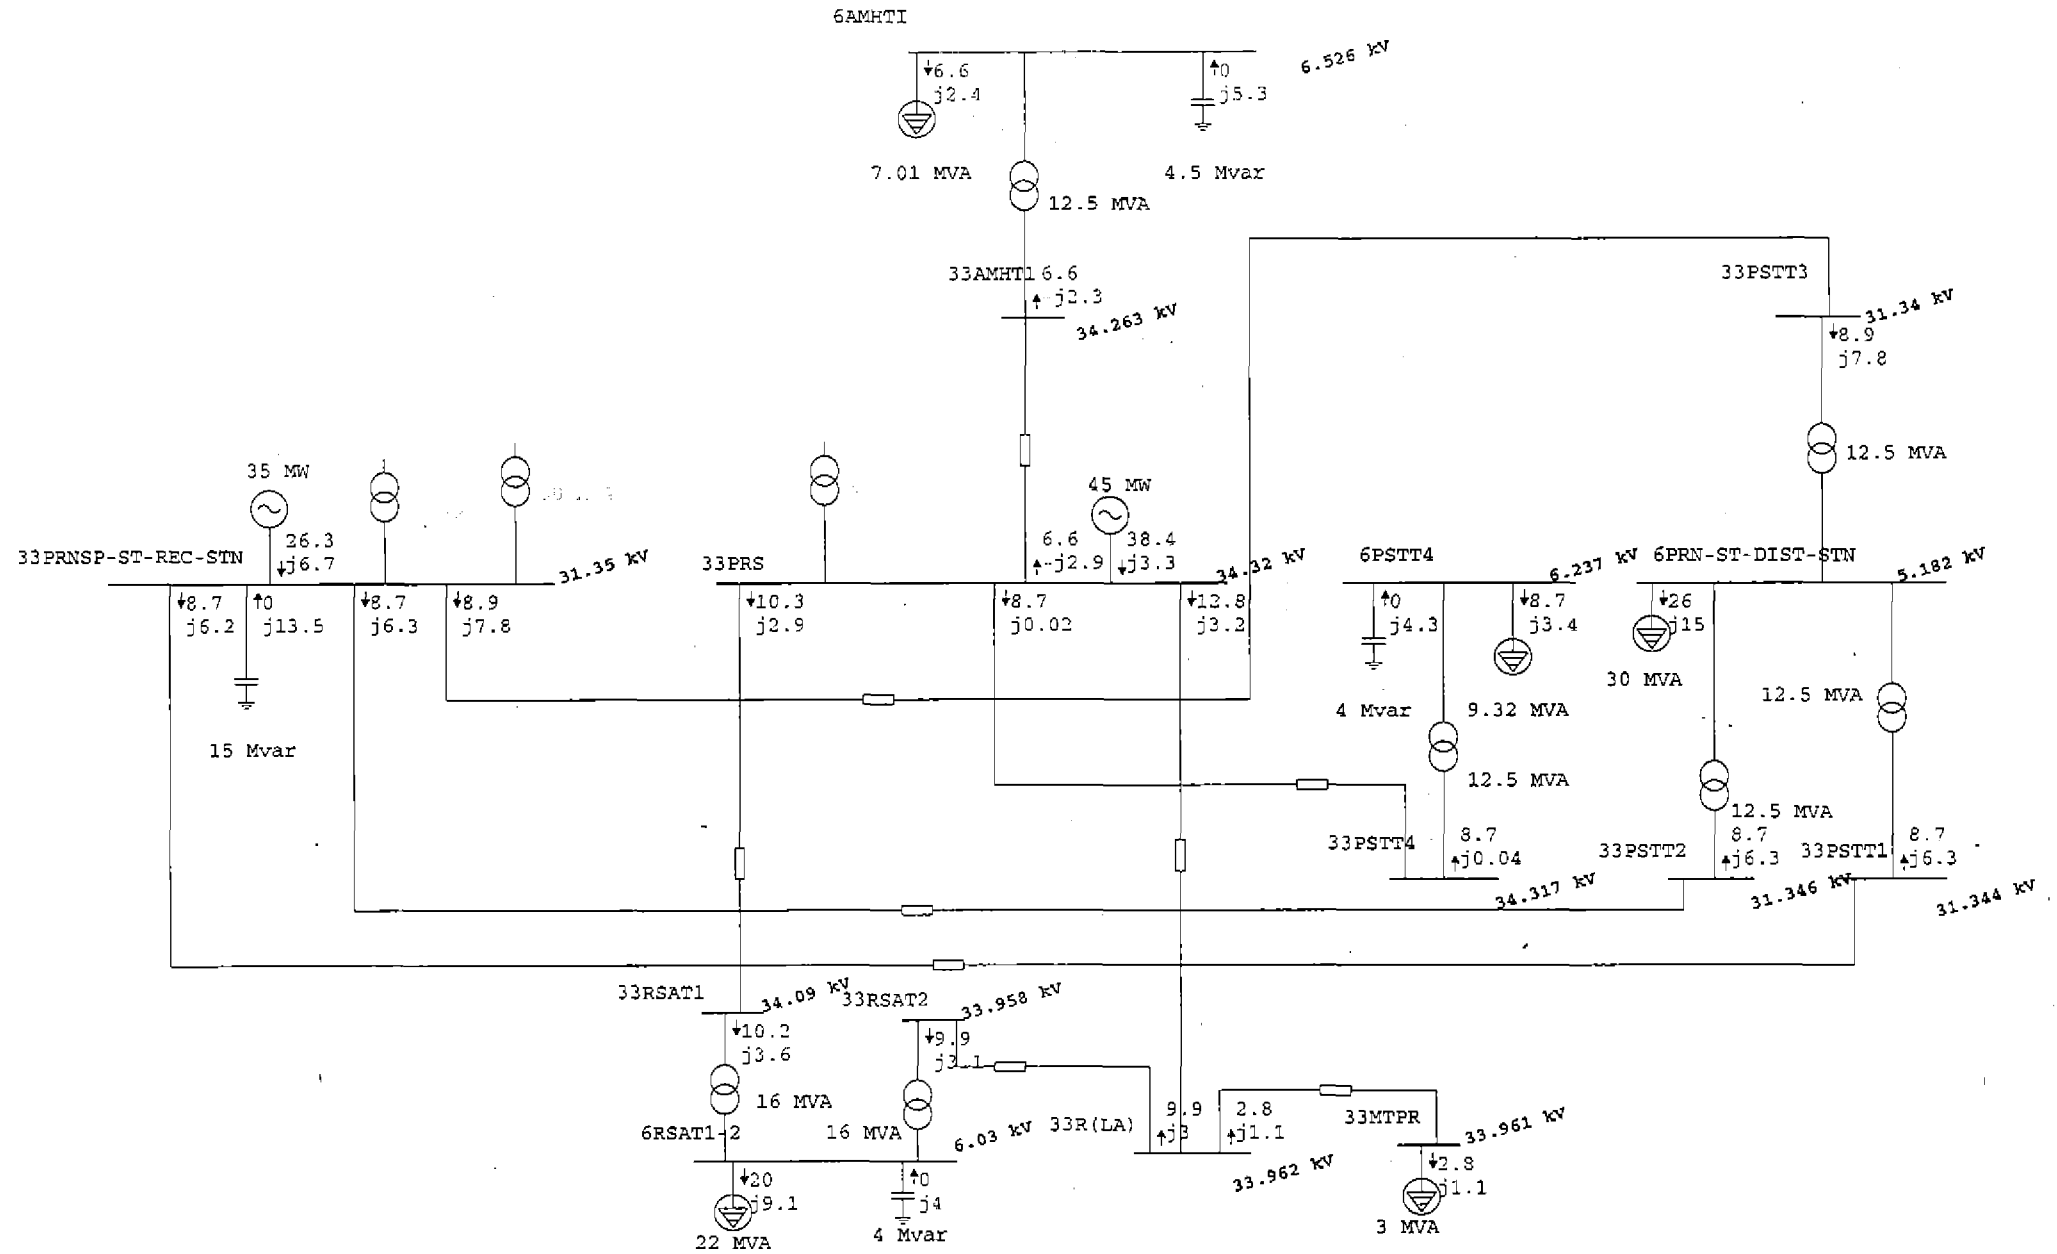 6AMHTI
6.526 kV
6.6
j2.4
0
j5.3
7.01 MVA
4.5 Mvar
12.5 MVA
33AMHT1
6.6
-j2.3
34.263 kV
33PSTT3
31.34 kV
8.9
j7.8
12.5 MVA
35 MW
45 MW
33PRNSP-ST-REC-STN
26.3
j6.7
31.35 kV
33PRS
6.6
-j2.9
38.4
j3.3
34.32 kV
6PSTT4
6.237 kV
6PRN-ST-DIST-STN
5.182 kV
8.7
j6.2
0
j13.5
8.7
j6.3
8.9
j7.8
10.3
j2.9
8.7
j0.02
12.8
j3.2
0
j4.3
8.7
j3.4
26
j15
30 MVA
12.5 MVA
4 Mvar
9.32 MVA
15 Mvar
12.5 MVA
12.5 MVA
33PSTT4
8.7
j0.04
34.317 kV
33PSTT2
8.7
j6.3
31.346 kV
33PSTT1
8.7
j6.3
31.344 kV
33RSAT1
34.09 kV
33RSAT2
33.958 kV
10.2
j3.6
9.9
j3.1
16 MVA
16 MVA
6RSAT1-2
6.03 kV
33R(LA)
9.9
j3
2.8
j1.1
33.962 kV
33MTPR
33.961 kV
2.8
j1.1
3 MVA
20
j9.1
0
j4
22 MVA
4 Mvar